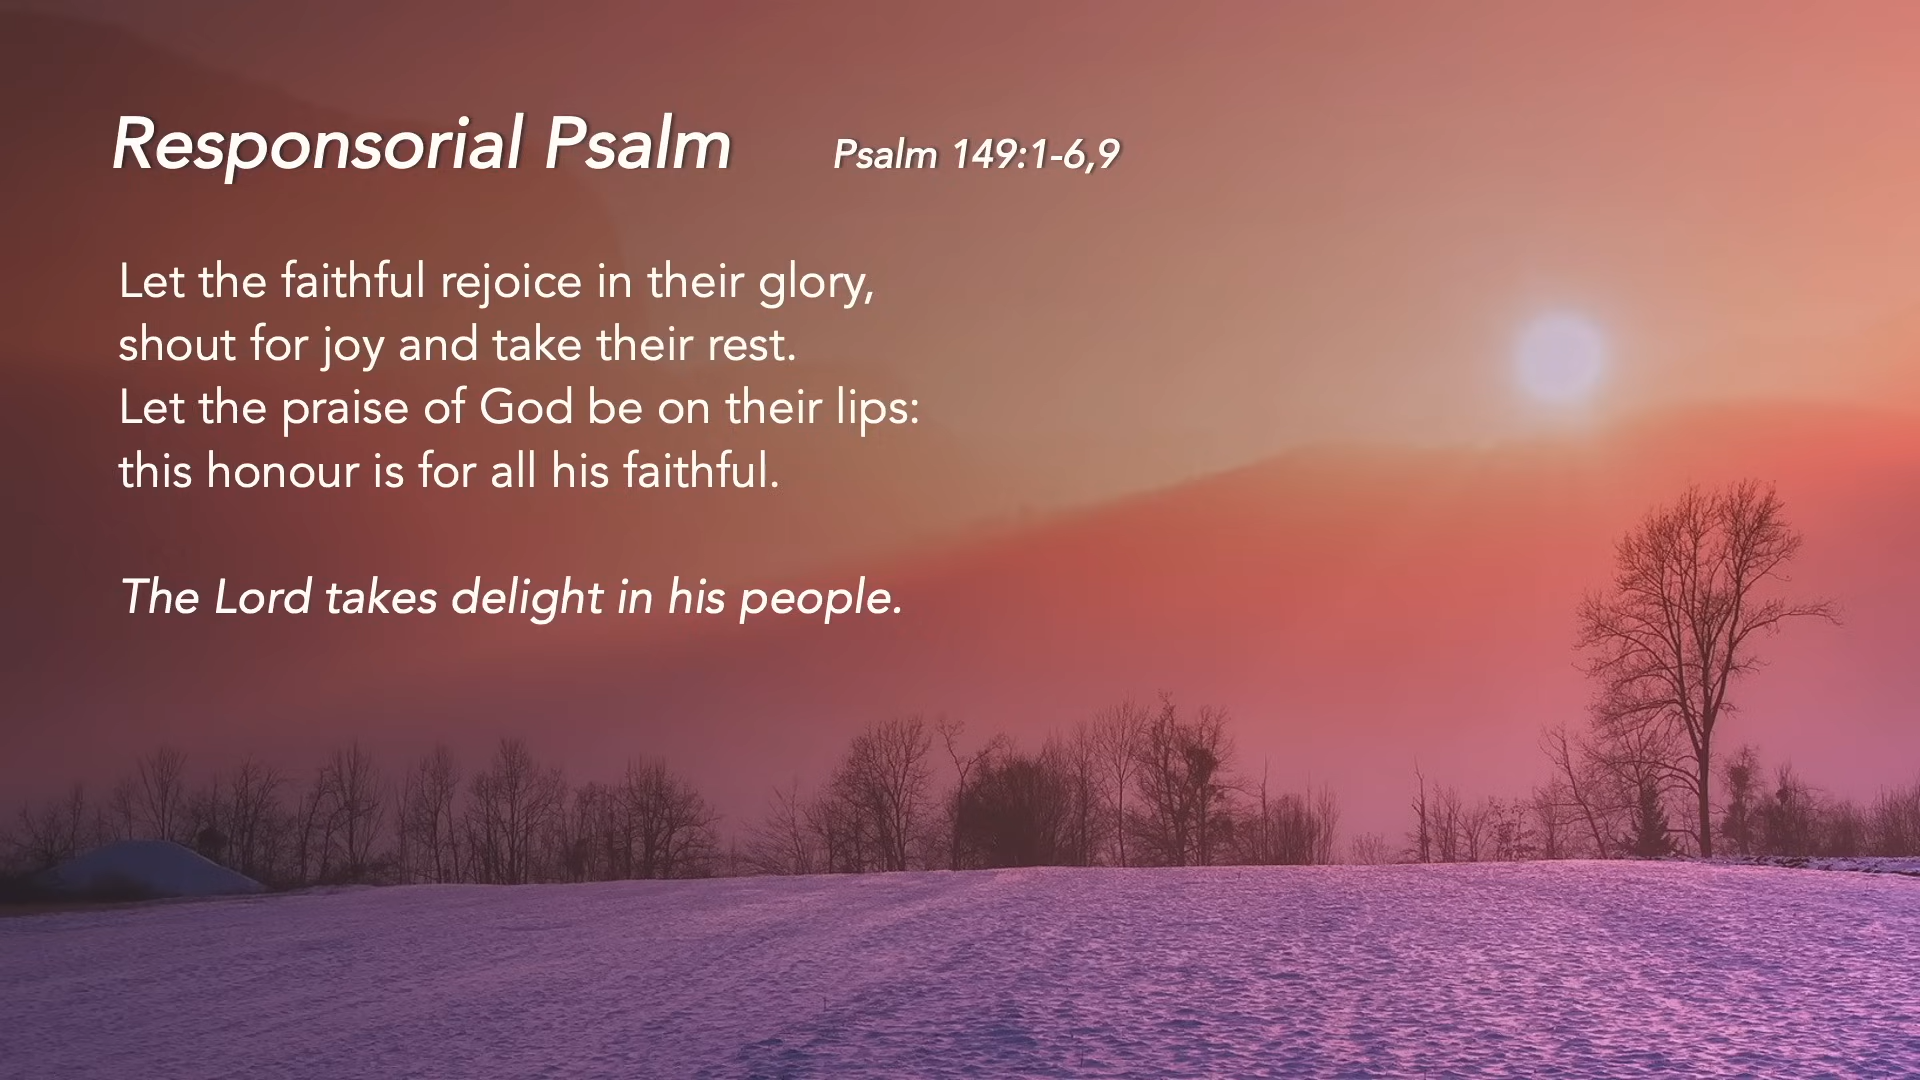 Responsorial Psalm Psalm 149:1-6,9
Let the faithful rejoice in their glory,
shout for joy and take their rest.
Let the praise of God be on their lips:
this honour is for all his faithful.
The Lord takes delight in his people.